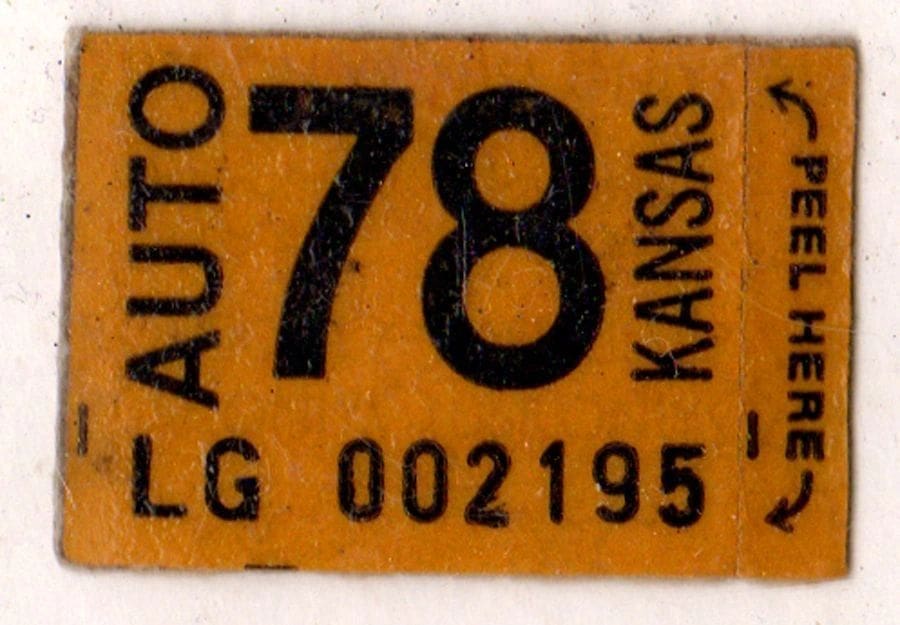 AUTO
78
KANSAS
LG 002195
PEEL HERE